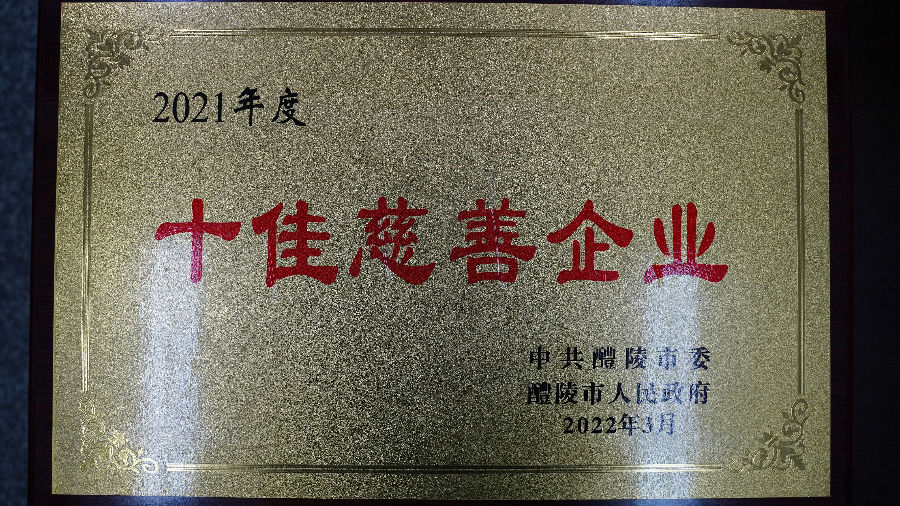 2021年度
十佳慈善企业
中共醴陵市委
醴陵市人民政府
2022年3月